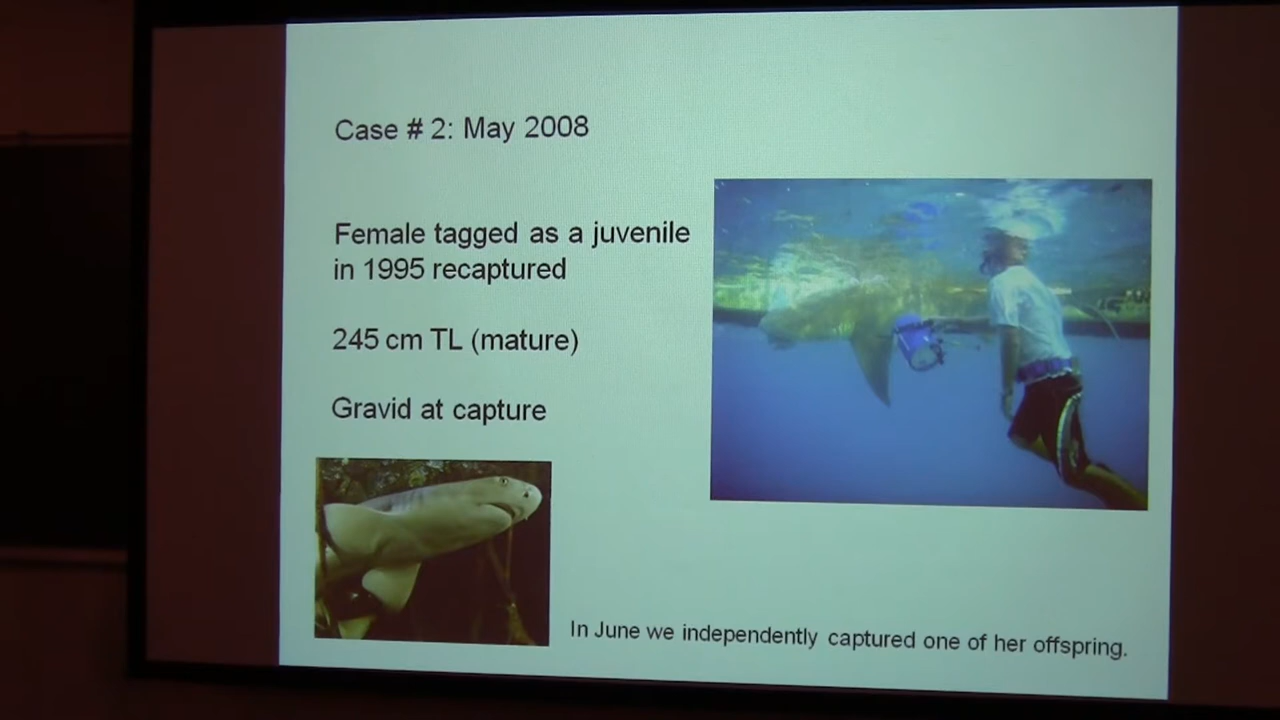 Case # 2: May 2008
Female tagged as a juvenile
in 1995 recaptured
245 cm TL (mature)
Gravid at capture
In June we independently captured one of her offspring.